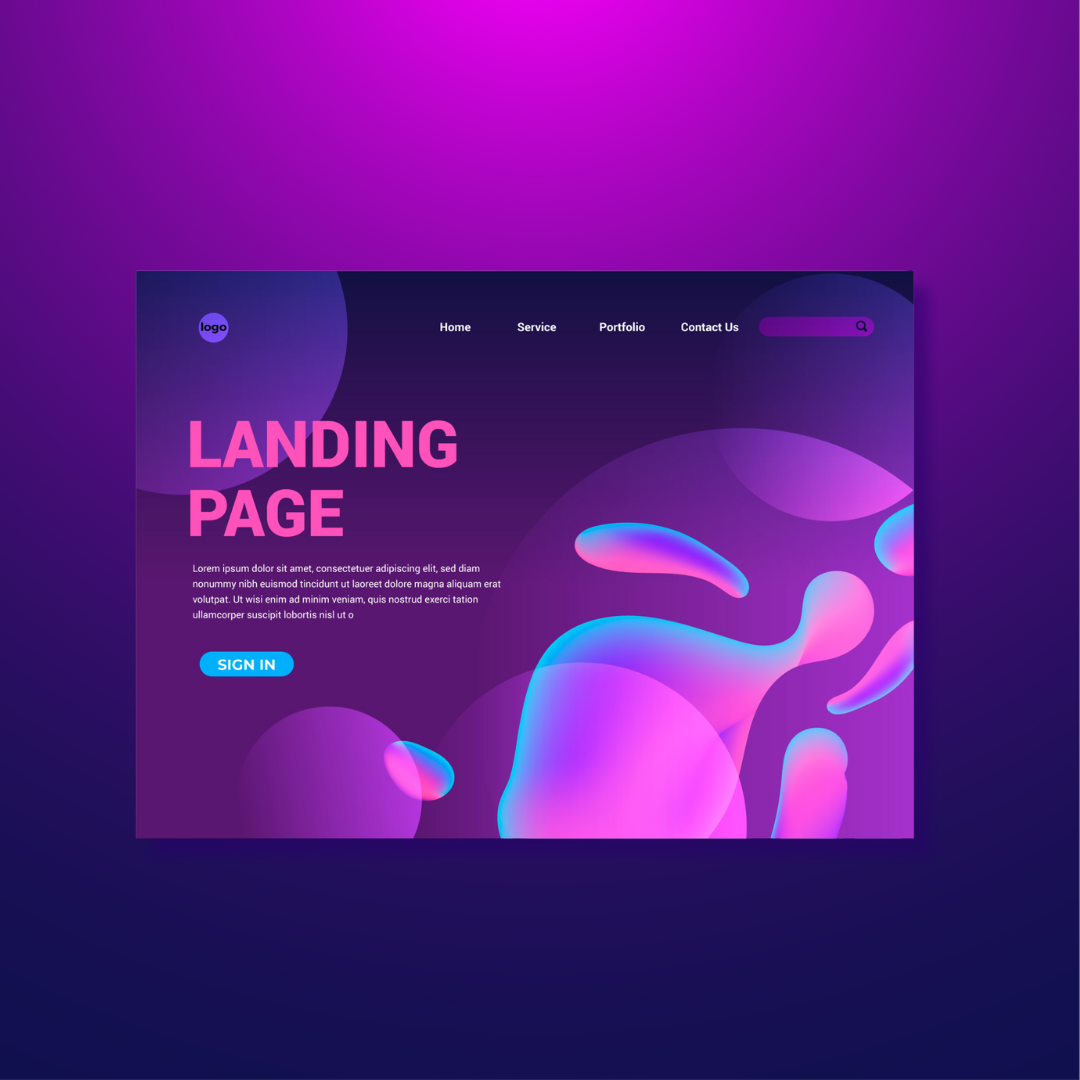 logo
Home Service Portfolio Contact Us
LANDING
PAGE
Lorem ipsum dolor sit amet, consectetuer adipiscing elit, sed diam
nonummy nibh euismod tincidunt ut laoreet dolore magna aliquam erat
volutpat. Ut wisi enim ad minim veniam, quis nostrud exerci tation
ullamcorper suscipit lobortis nisl ut o
SIGN IN